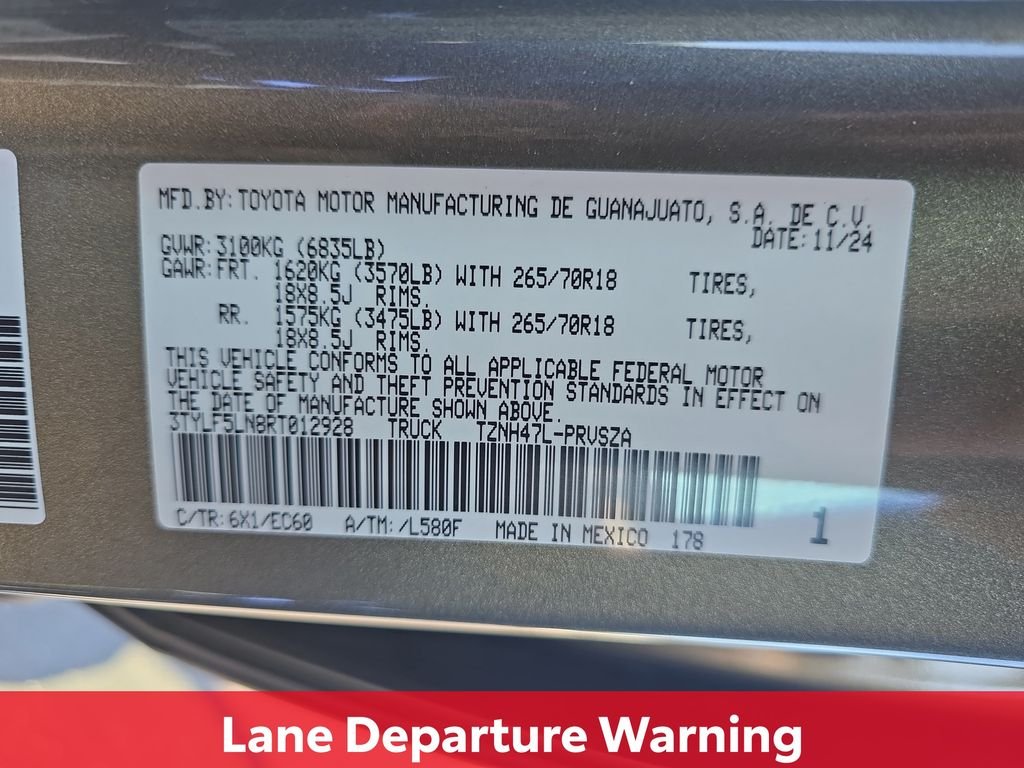 MFD.BY:TOYOTA MOTOR MANUFACTURING DE GUANAJUATO, S.A. DE C.V.
DATE:11/24
GVWR:3100KG (6835LB)
GAWR:FRT. 1620KG (3570LB) WITH 265/70R18 TIRES,
18X8.5J RIMS,
RR. 1575KG (3475LB) WITH 265/70R18 TIRES,
18X8.5J RIMS,
THIS VEHICLE CONFORMS TO ALL APPLICABLE FEDERAL MOTOR
VEHICLE SAFETY AND THEFT PREVENTION STANDARDS IN EFFECT ON
THE DATE OF MANUFACTURE SHOWN ABOVE.
3TYLF5LN8RT012928 TRUCK TZNH47L-PRVSZA
C/TR:6X1/EC60 A/TM:/L580F MADE IN MEXICO 178
1
Lane Departure Warning